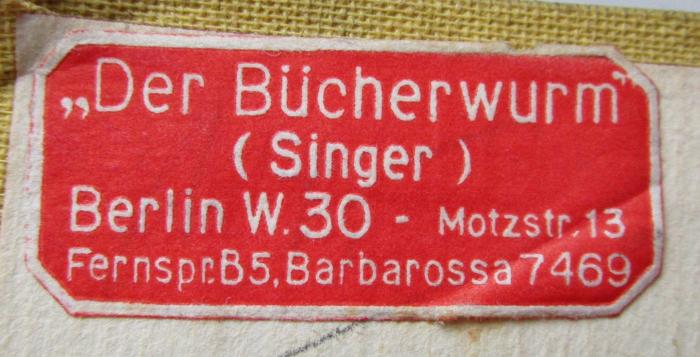 „Der Bücherwurm"
(Singer)
Berlin W.30 - Motzstr.13
Fernspr.B5,Barbarossa 7469